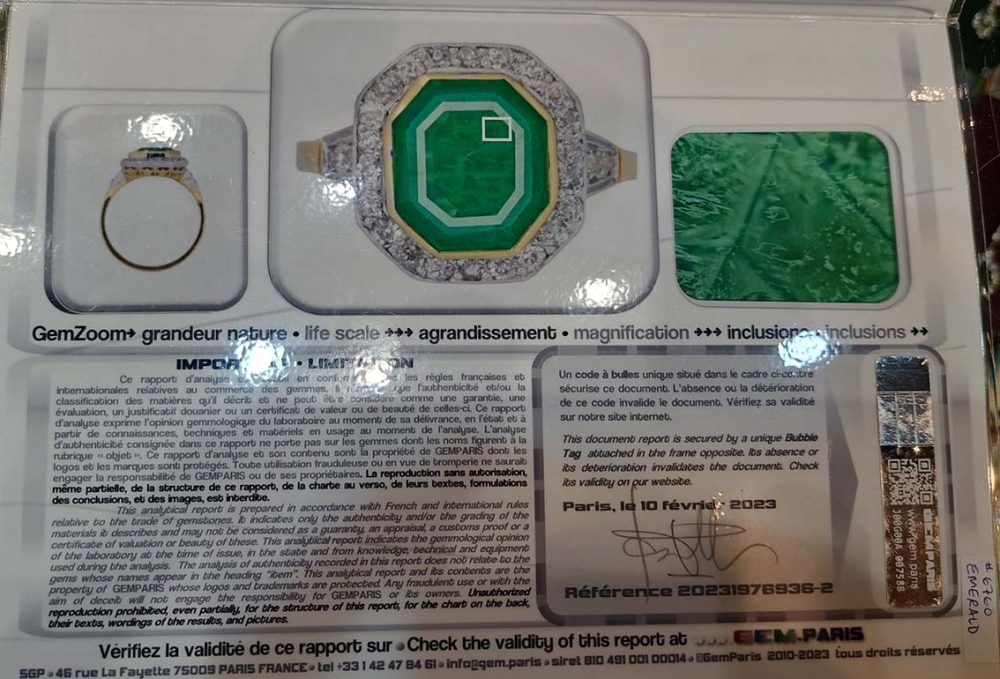 GemZoom→ grandeur nature • life scale →→→ agrandissement • magnification →→→ inclusions inclusions →→
LIMITATION
Ce rapport d'analyse en les règles françaises et
internationales relatives au commerce des gemmes, que l'authenticité et/ou la
classification des matières qu'il décrit et ne peut être considéré comme une garantie, une
évaluation, un justificatif douanier ou un certificat de valeur ou de beauté de celles-ci. Ce rapport
d'analyse exprime l'opinion gemmologique du laboratoire au moment de sa délivrance, en l'état et à
partir de connaissances, techniques et matériels en usage au moment de l'analyse. L'analyse
d'authenticité consignée dans ce rapport ne porte pas sur les gemmes dont les noms figurent à la
rubrique « objet ». Ce rapport d'analyse et son contenu sont la propriété de GEMPARIS dont les
logos et les marques sont protégés. Toute utilisation frauduleuse ou en vue de tromperie ne saurait
engager la responsabilité de GEMPARIS ou de ses propriétaires. La reproduction sans autorisation,
même partielle, de la structure de ce rapport, de la charte au verso, de leurs textes, formulations
des conclusions, et des images, est interdite.
This analytical report is prepared in accordance with French and international rules
relative to the trade of gemstones. It indicates only the authenticity and/or the grading of the
materials it describes and may not be considered as a guaranty, an appraisal, a customs proof or a
certificate of valuation or beauty of these. This analytical report indicates the gemmological opinion
of the laboratory at the time of issue, in the state and from knowledge, technical and equipment
used during the analysis. The analysis of authenticity recorded in this report does not relate to the
gems whose names appear in the heading "item". This analytical report and its contents are the
property of GEMPARIS whose logos and trademarks are protected. Any fraudulent use or with the
aim of deceit will not engage the responsibility for GEMPARIS or its owners. Unauthorized
reproduction prohibited, even partially, for the structure of this report, for the chart on the back,
their texts, wordings of the results, and pictures.
Un code à bulles unique situé dans le cadre ci-contre
sécurise ce document. L'absence ou la détérioration
de ce code invalide le document. Vérifiez sa validité
sur notre site internet.
This document report is secured by a unique Bubble
Tag attached in the frame opposite. Its absence or
its deterioration invalidates the document. Check
its validity on our website.
Paris, le 10 février 2023
Référence 20231976936-2
GEMPARIS
www.gem.paris
#6760
EMERALD
Vérifiez la validité de ce rapport sur • Check the validity of this report at →→→ GEM.PARIS
SGP • 46 rue La Fayette 75009 PARIS FRANCE • tel +33 1 42 47 84 61 • info@gem.paris • siret 810 491 001 00014 • @GemParis 2010-2023 tous droits réservés